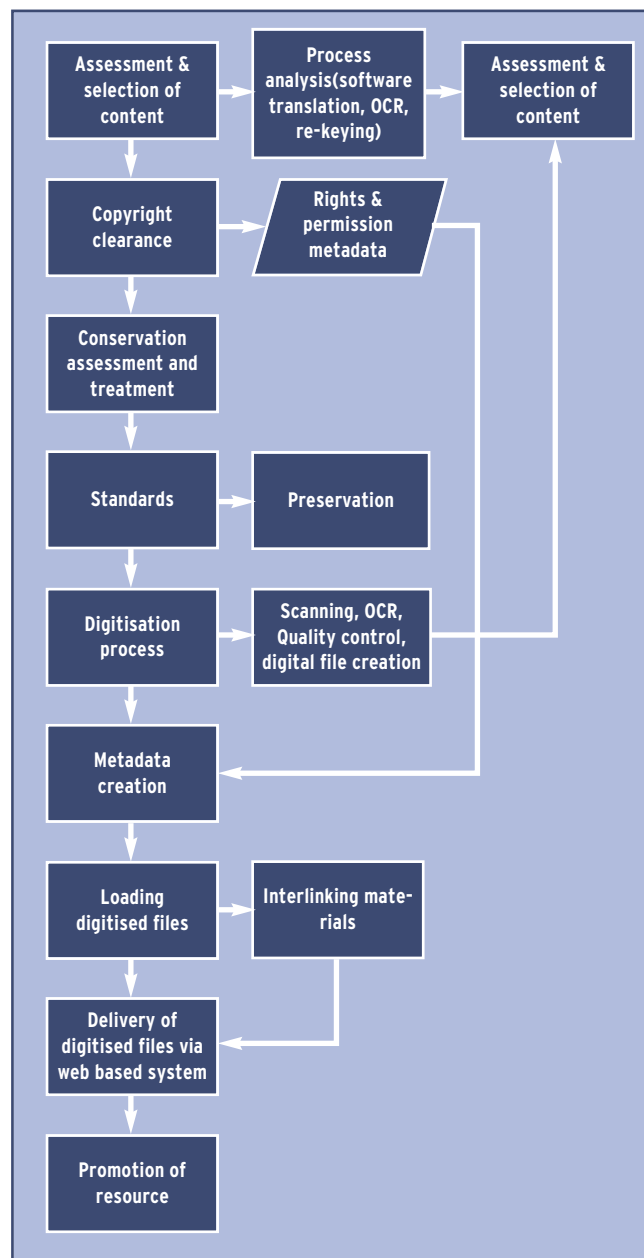 Assessment &
selection of
content
Process
analysis(software
translation, OCR,
re-keying)
Assessment &
selection of
content
Copyright
clearance
Rights &
permission
metadata
Conservation
assessment and
treatment
Standards
Preservation
Digitisation
process
Scanning, OCR,
Quality control,
digital file creation
Metadata
creation
Loading
digitised files
Interlinking mate-
rials
Delivery of
digitised files via
web based system
Promotion of
resource